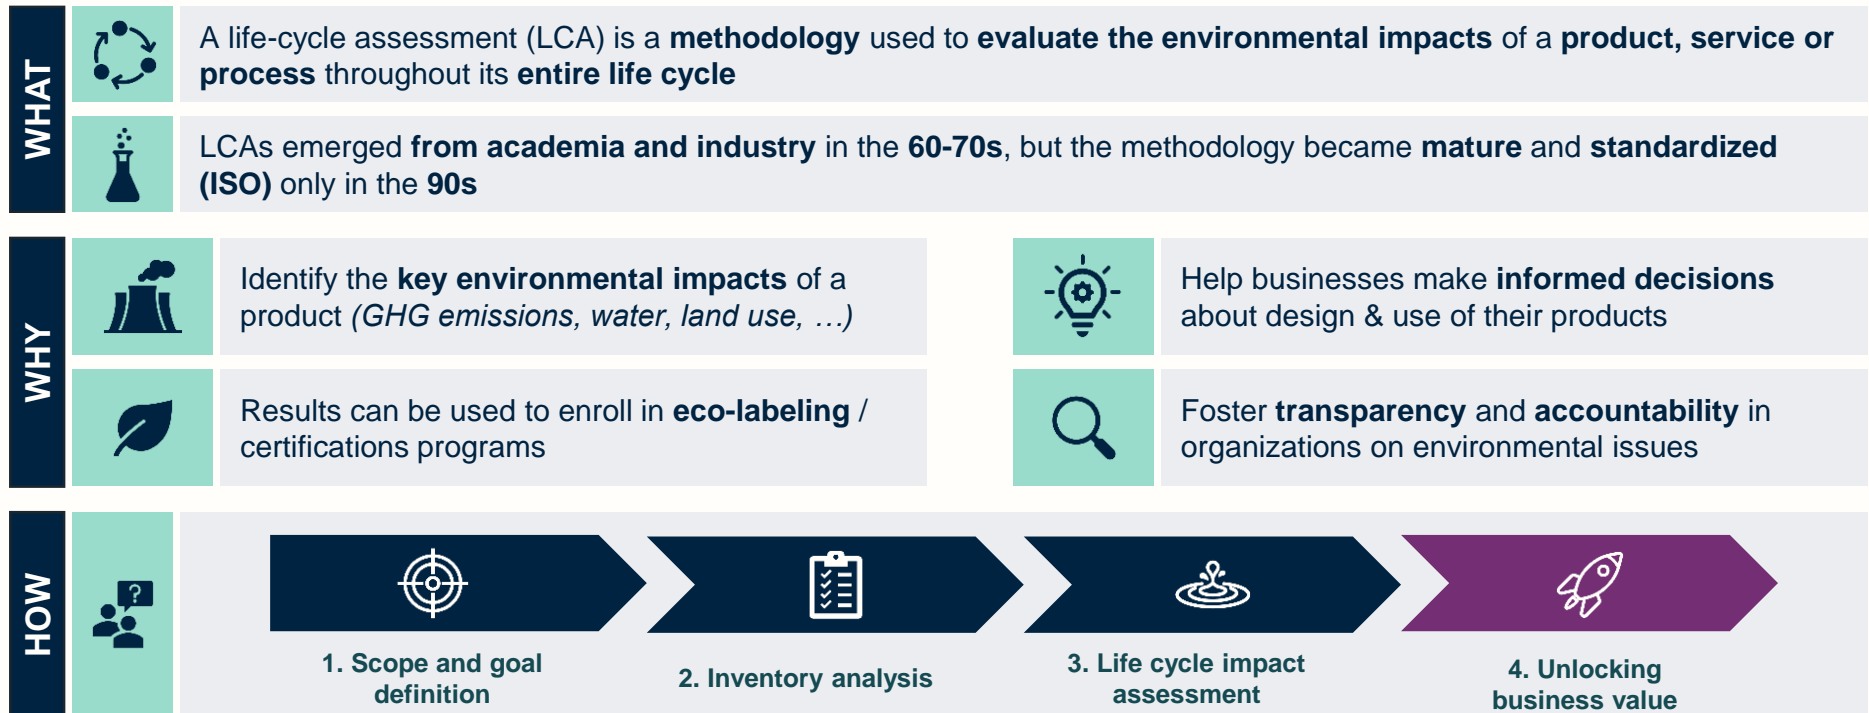 WHAT
A life-cycle assessment (LCA) is a methodology used to evaluate the environmental impacts of a product, service or
process throughout its entire life cycle
LCAs emerged from academia and industry in the 60-70s, but the methodology became mature and standardized
(ISO) only in the 90s
WHY
Identify the key environmental impacts of a
product (GHG emissions, water, land use, …)
Help businesses make informed decisions
about design & use of their products
Results can be used to enroll in eco-labeling /
certifications programs
Foster transparency and accountability in
organizations on environmental issues
HOW
?
1. Scope and goal
definition
2. Inventory analysis
3. Life cycle impact
assessment
4. Unlocking
business value